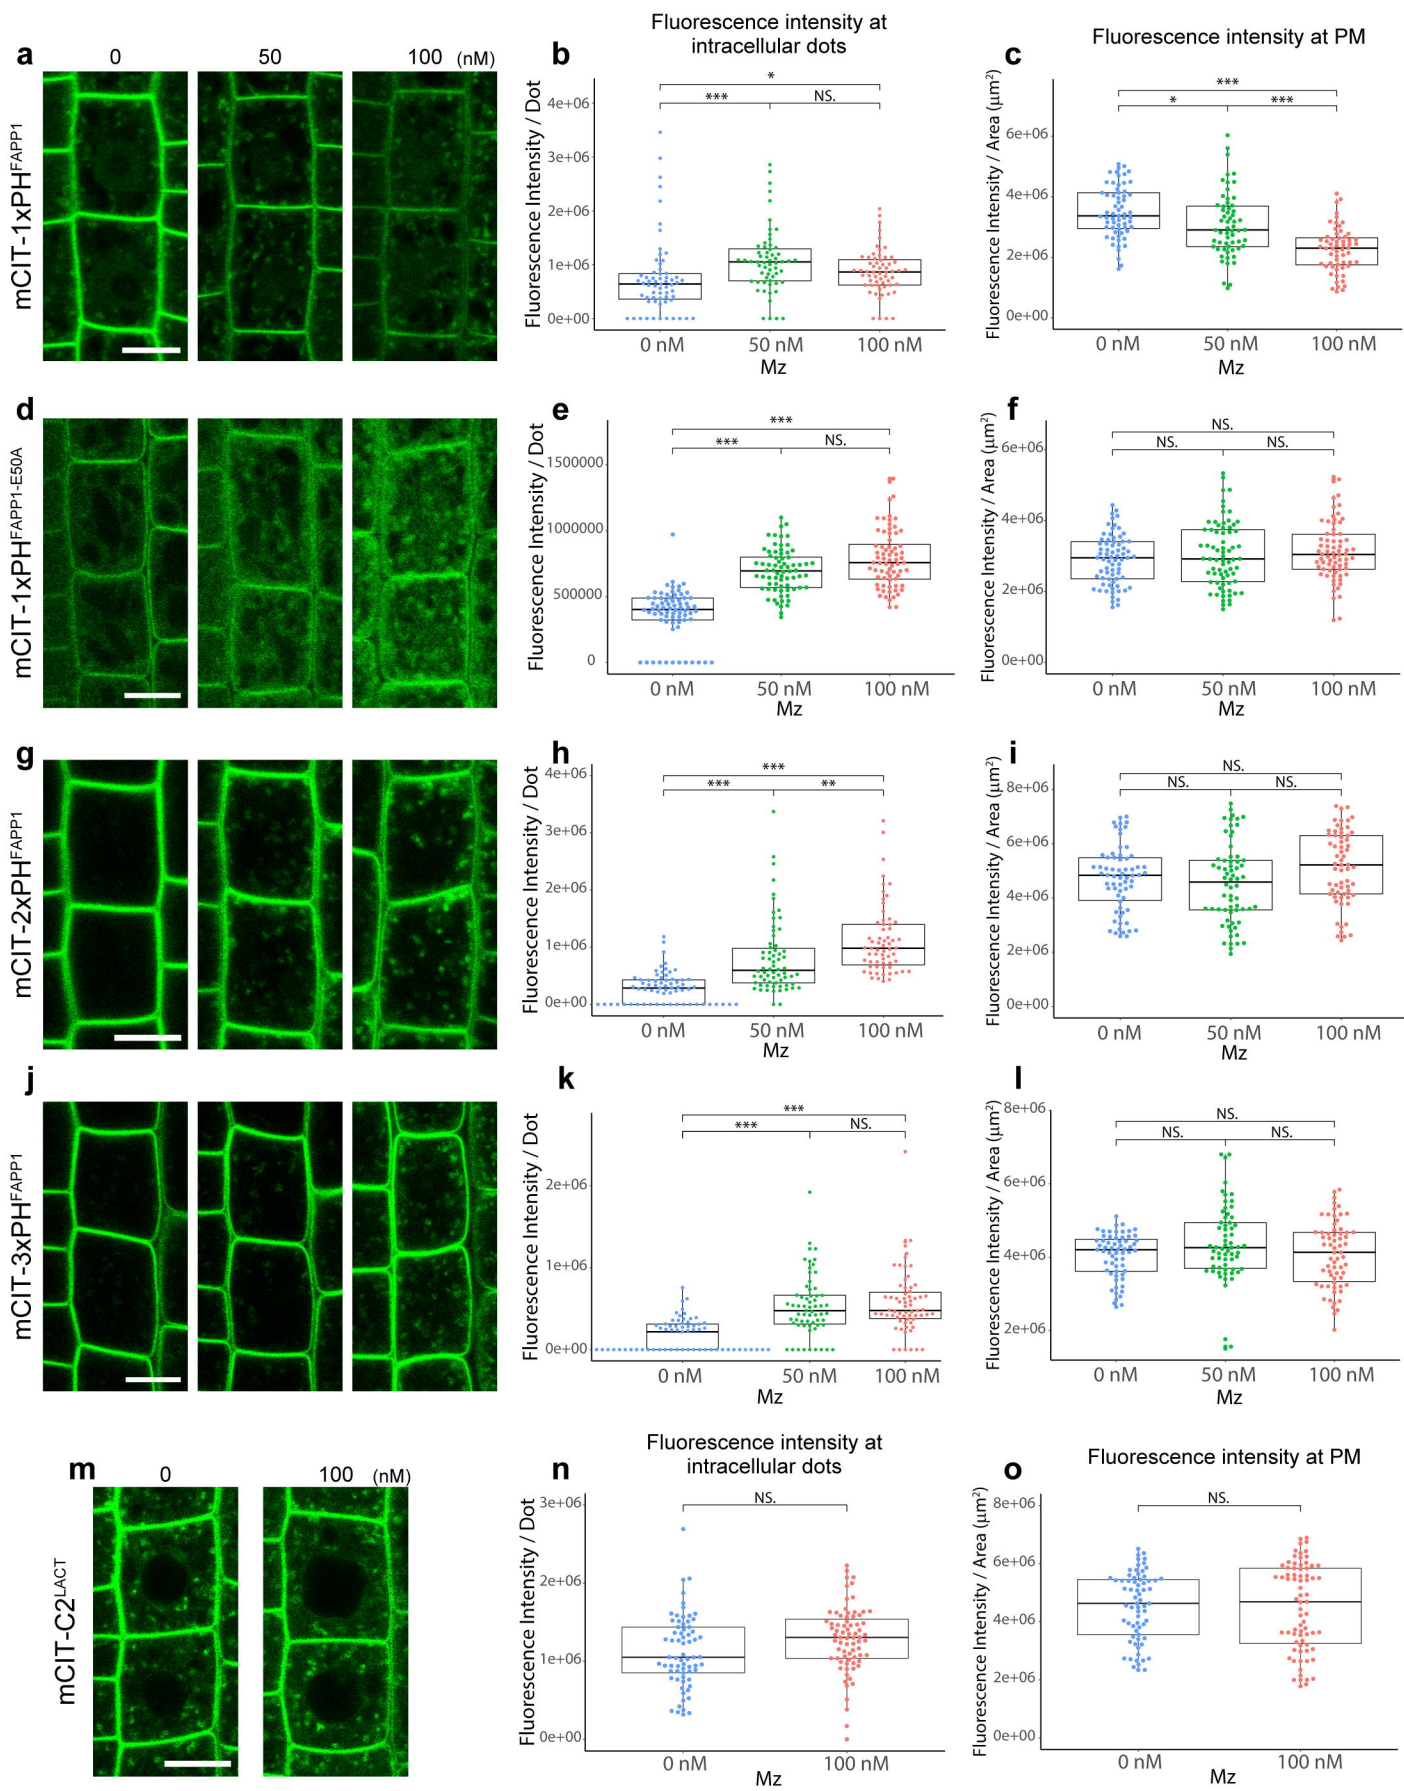 a
0
50
100 (nM)
mCIT-1xPH^FAPP1
b
Fluorescence intensity at
intracellular dots
Fluorescence Intensity / Dot
4e+06
3e+06
2e+06
1e+06
0e+00
*
***
NS.
0 nM
50 nM
100 nM
Mz
c
Fluorescence intensity at PM
Fluorescence Intensity / Area (µm²)
6e+06
4e+06
2e+06
0e+00
***
*
***
0 nM
50 nM
100 nM
Mz
d
mCIT-1xPH^FAPP1-E50A
e
Fluorescence Intensity / Dot
1500000
1000000
500000
0
***
***
NS.
0 nM
50 nM
100 nM
Mz
f
Fluorescence Intensity / Area (µm²)
6e+06
4e+06
2e+06
0e+00
NS.
NS.
NS.
0 nM
50 nM
100 nM
Mz
g
mCIT-2xPH^FAPP1
h
Fluorescence Intensity / Dot
4e+06
3e+06
2e+06
1e+06
0e+00
***
***
**
0 nM
50 nM
100 nM
Mz
i
Fluorescence Intensity / Area (µm²)
8e+06
6e+06
4e+06
2e+06
0e+00
NS.
NS.
NS.
0 nM
50 nM
100 nM
Mz
j
mCIT-3xPH^FAPP1
k
Fluorescence Intensity / Dot
2e+06
1e+06
0e+00
***
***
NS.
0 nM
50 nM
100 nM
Mz
l
Fluorescence Intensity / Area (µm²)
8e+06
6e+06
4e+06
2e+06
NS.
NS.
NS.
0 nM
50 nM
100 nM
Mz
m
0
100 (nM)
mCIT-C2^LACT
n
Fluorescence intensity at
intracellular dots
Fluorescence Intensity / Dot
3e+06
2e+06
1e+06
0e+00
NS.
0 nM
100 nM
Mz
o
Fluorescence intensity at PM
Fluorescence Intensity / Area (µm²)
8e+06
6e+06
4e+06
2e+06
0e+00
NS.
0 nM
100 nM
Mz